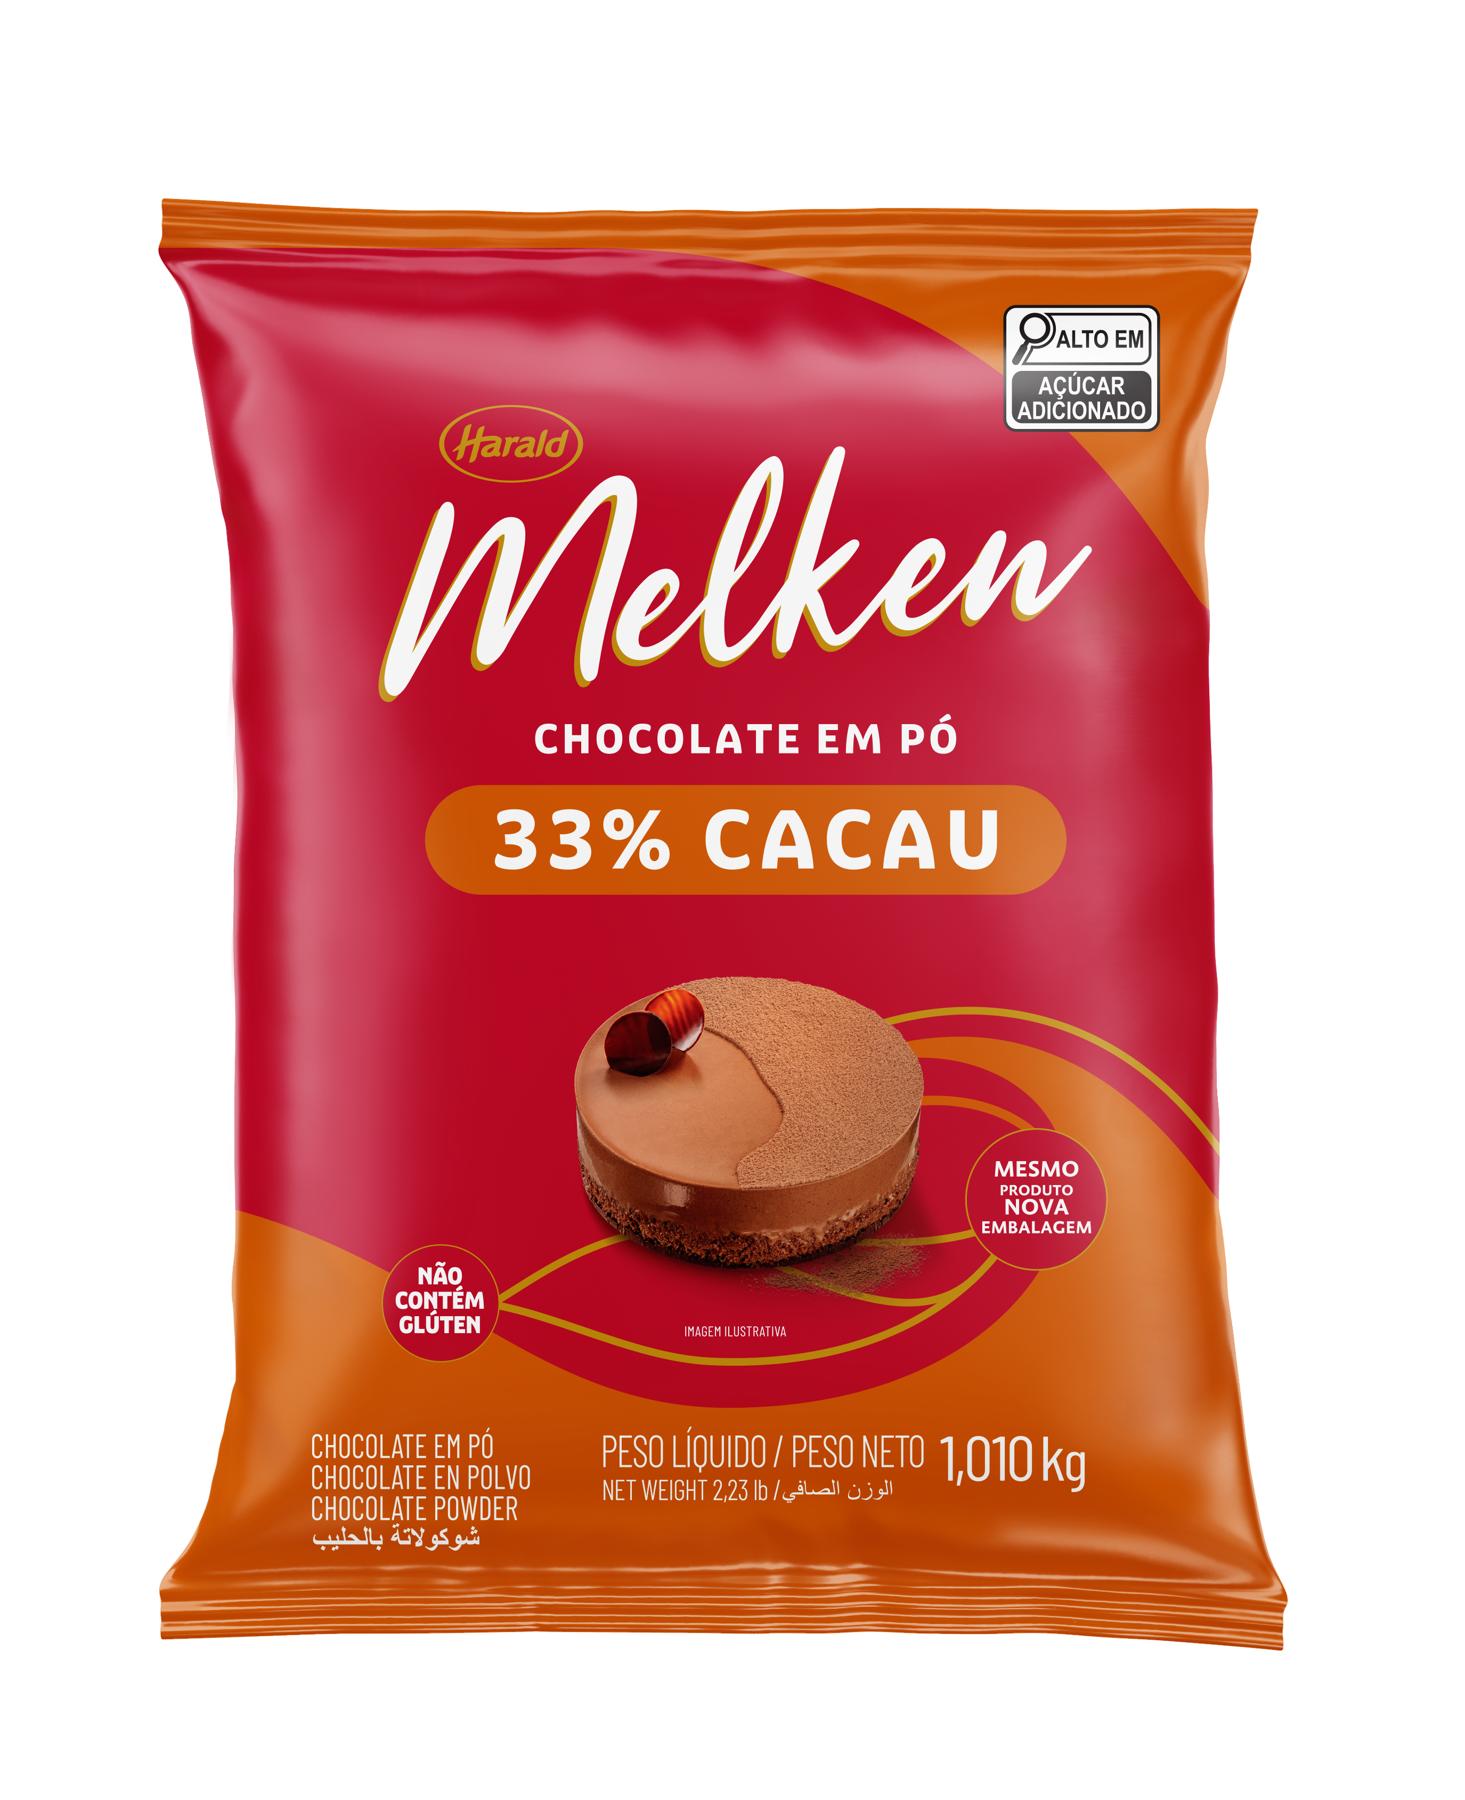 ALTO EM
AÇÚCAR
ADICIONADO
Harald
Melken
CHOCOLATE EM PÓ
33% CACAU
MESMO
PRODUTO
NOVA
EMBALAGEM
NÃO
CONTÉM
GLÚTEN
IMAGEM ILUSTRATIVA
CHOCOLATE EM PÓ
CHOCOLATE EN POLVO
CHOCOLATE POWDER
شوكولاتة بالحليب
PESO LÍQUIDO / PESO NETO 1,010 kg
NET WEIGHT 2,23 lb / الوزن الصافي